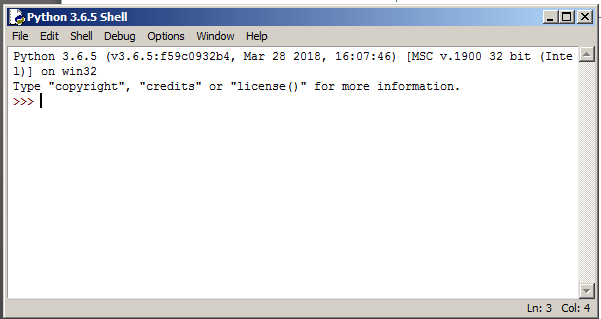 Python 3.6.5 Shell
File Edit Shell Debug Options Window Help
Python 3.6.5 (v3.6.5:f59c0932b4, Mar 28 2018, 16:07:46) [MSC v.1900 32 bit (Inte
l)] on win32
Type "copyright", "credits" or "license()" for more information.
>>>
Ln: 3 Col: 4